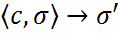 ⟨c, σ⟩ → σ′